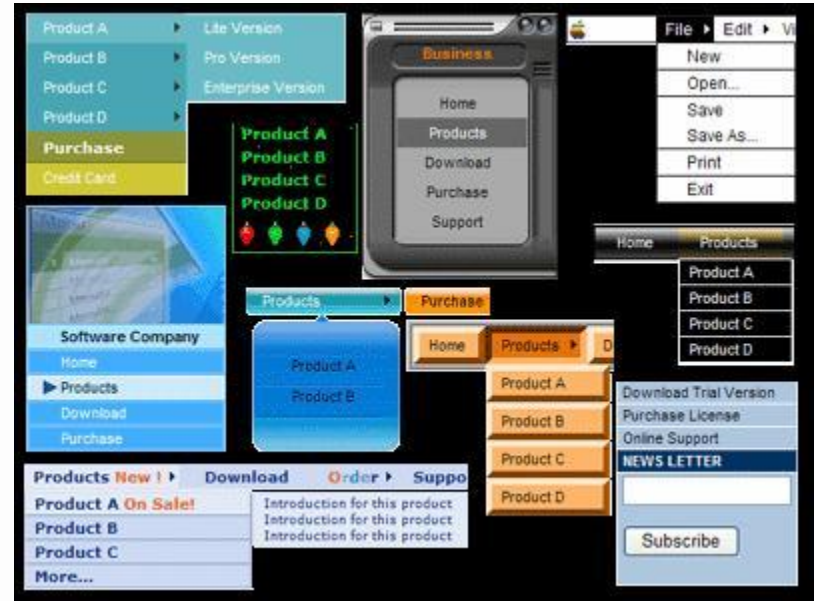 Product A
Product B
Product C
Product D
Purchase
Credit Card
Lite Version
Pro Version
Enterprise Version
Product A
Product B
Product C
Product D
Business
Home
Products
Download
Purchase
Support
File Edit Vi
New
Open...
Save
Save As...
Print
Exit
Home Products
Product A
Product B
Product C
Product D
Menu
Software Company
Home
Products
Download
Purchase
Products Purchase
Product A
Product B
Home Products D
Product A
Product B
Product C
Product D
Download Trial Version
Purchase License
Online Support
NEWS LETTER
Subscribe
Products New ! Download Order Suppo
Product A On Sale!
Product B
Product C
More...
Introduction for this product
Introduction for this product
Introduction for this product